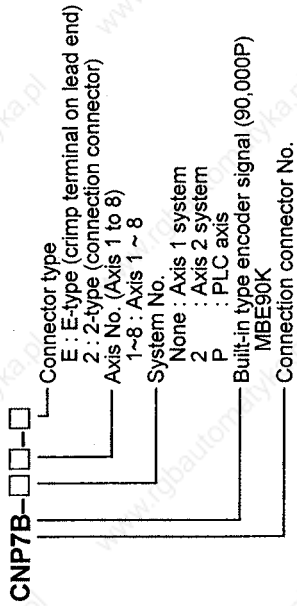 CNP7B–□□–□
Connector type
E : E-type (crimp terminal on lead end)
2 : 2-type (connection connector)
Axis No. (Axis 1 to 8)
1~8 : Axis 1 ~ 8
System No.
None : Axis 1 system
2 : Axis 2 system
P : PLC axis
Built-in type encoder signal (90,000P)
MBE90K
Connection connector No.